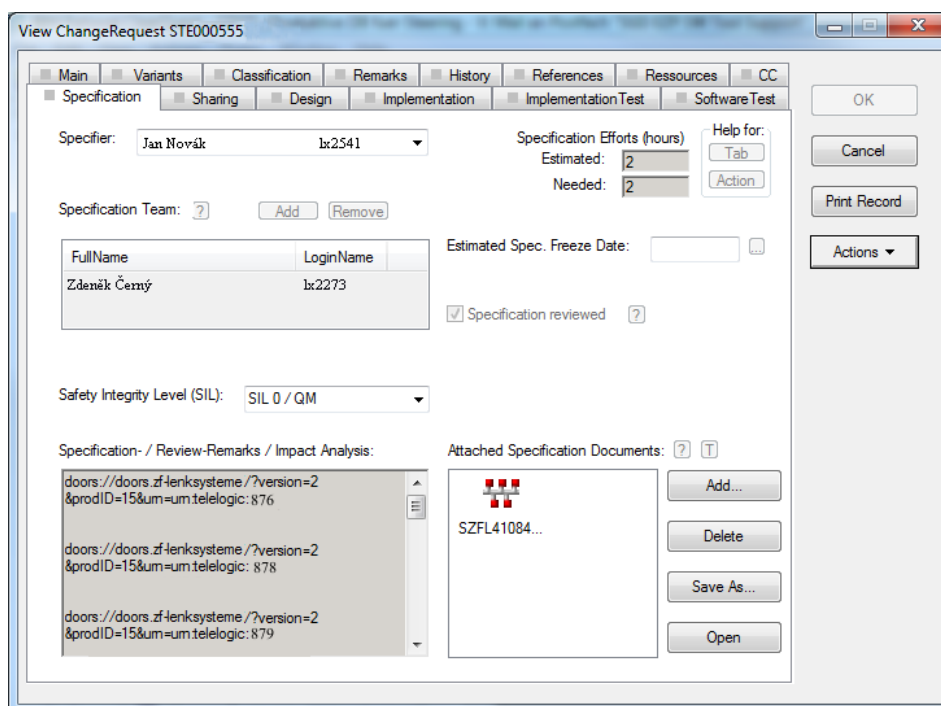 View ChangeRequest STE000555
Main Variants Classification Remarks History References Ressources CC
Specification Sharing Design Implementation ImplementationTest SoftwareTest
OK
Cancel
Print Record
Actions
Specifier: Jan Novák lx2541
Specification Efforts (hours)
Estimated: 2
Needed: 2
Help for:
Tab
Action
Specification Team: ? Add Remove
FullName LoginName
Zdeněk Černý lx2273
Estimated Spec. Freeze Date: ...
Specification reviewed ?
Safety Integrity Level (SIL): SIL 0 / QM
Specification- / Review-Remarks / Impact Analysis:
doors://doors.zf-lenksysteme/?version=2
&prodID=15&urn=urn:telelogic:876
doors://doors.zf-lenksysteme/?version=2
&prodID=15&urn=urn:telelogic: 878
doors://doors.zf-lenksysteme/?version=2
&prodID=15&urn=urn:telelogic:879
Attached Specification Documents: ? T
SZFL41084...
Add...
Delete
Save As...
Open